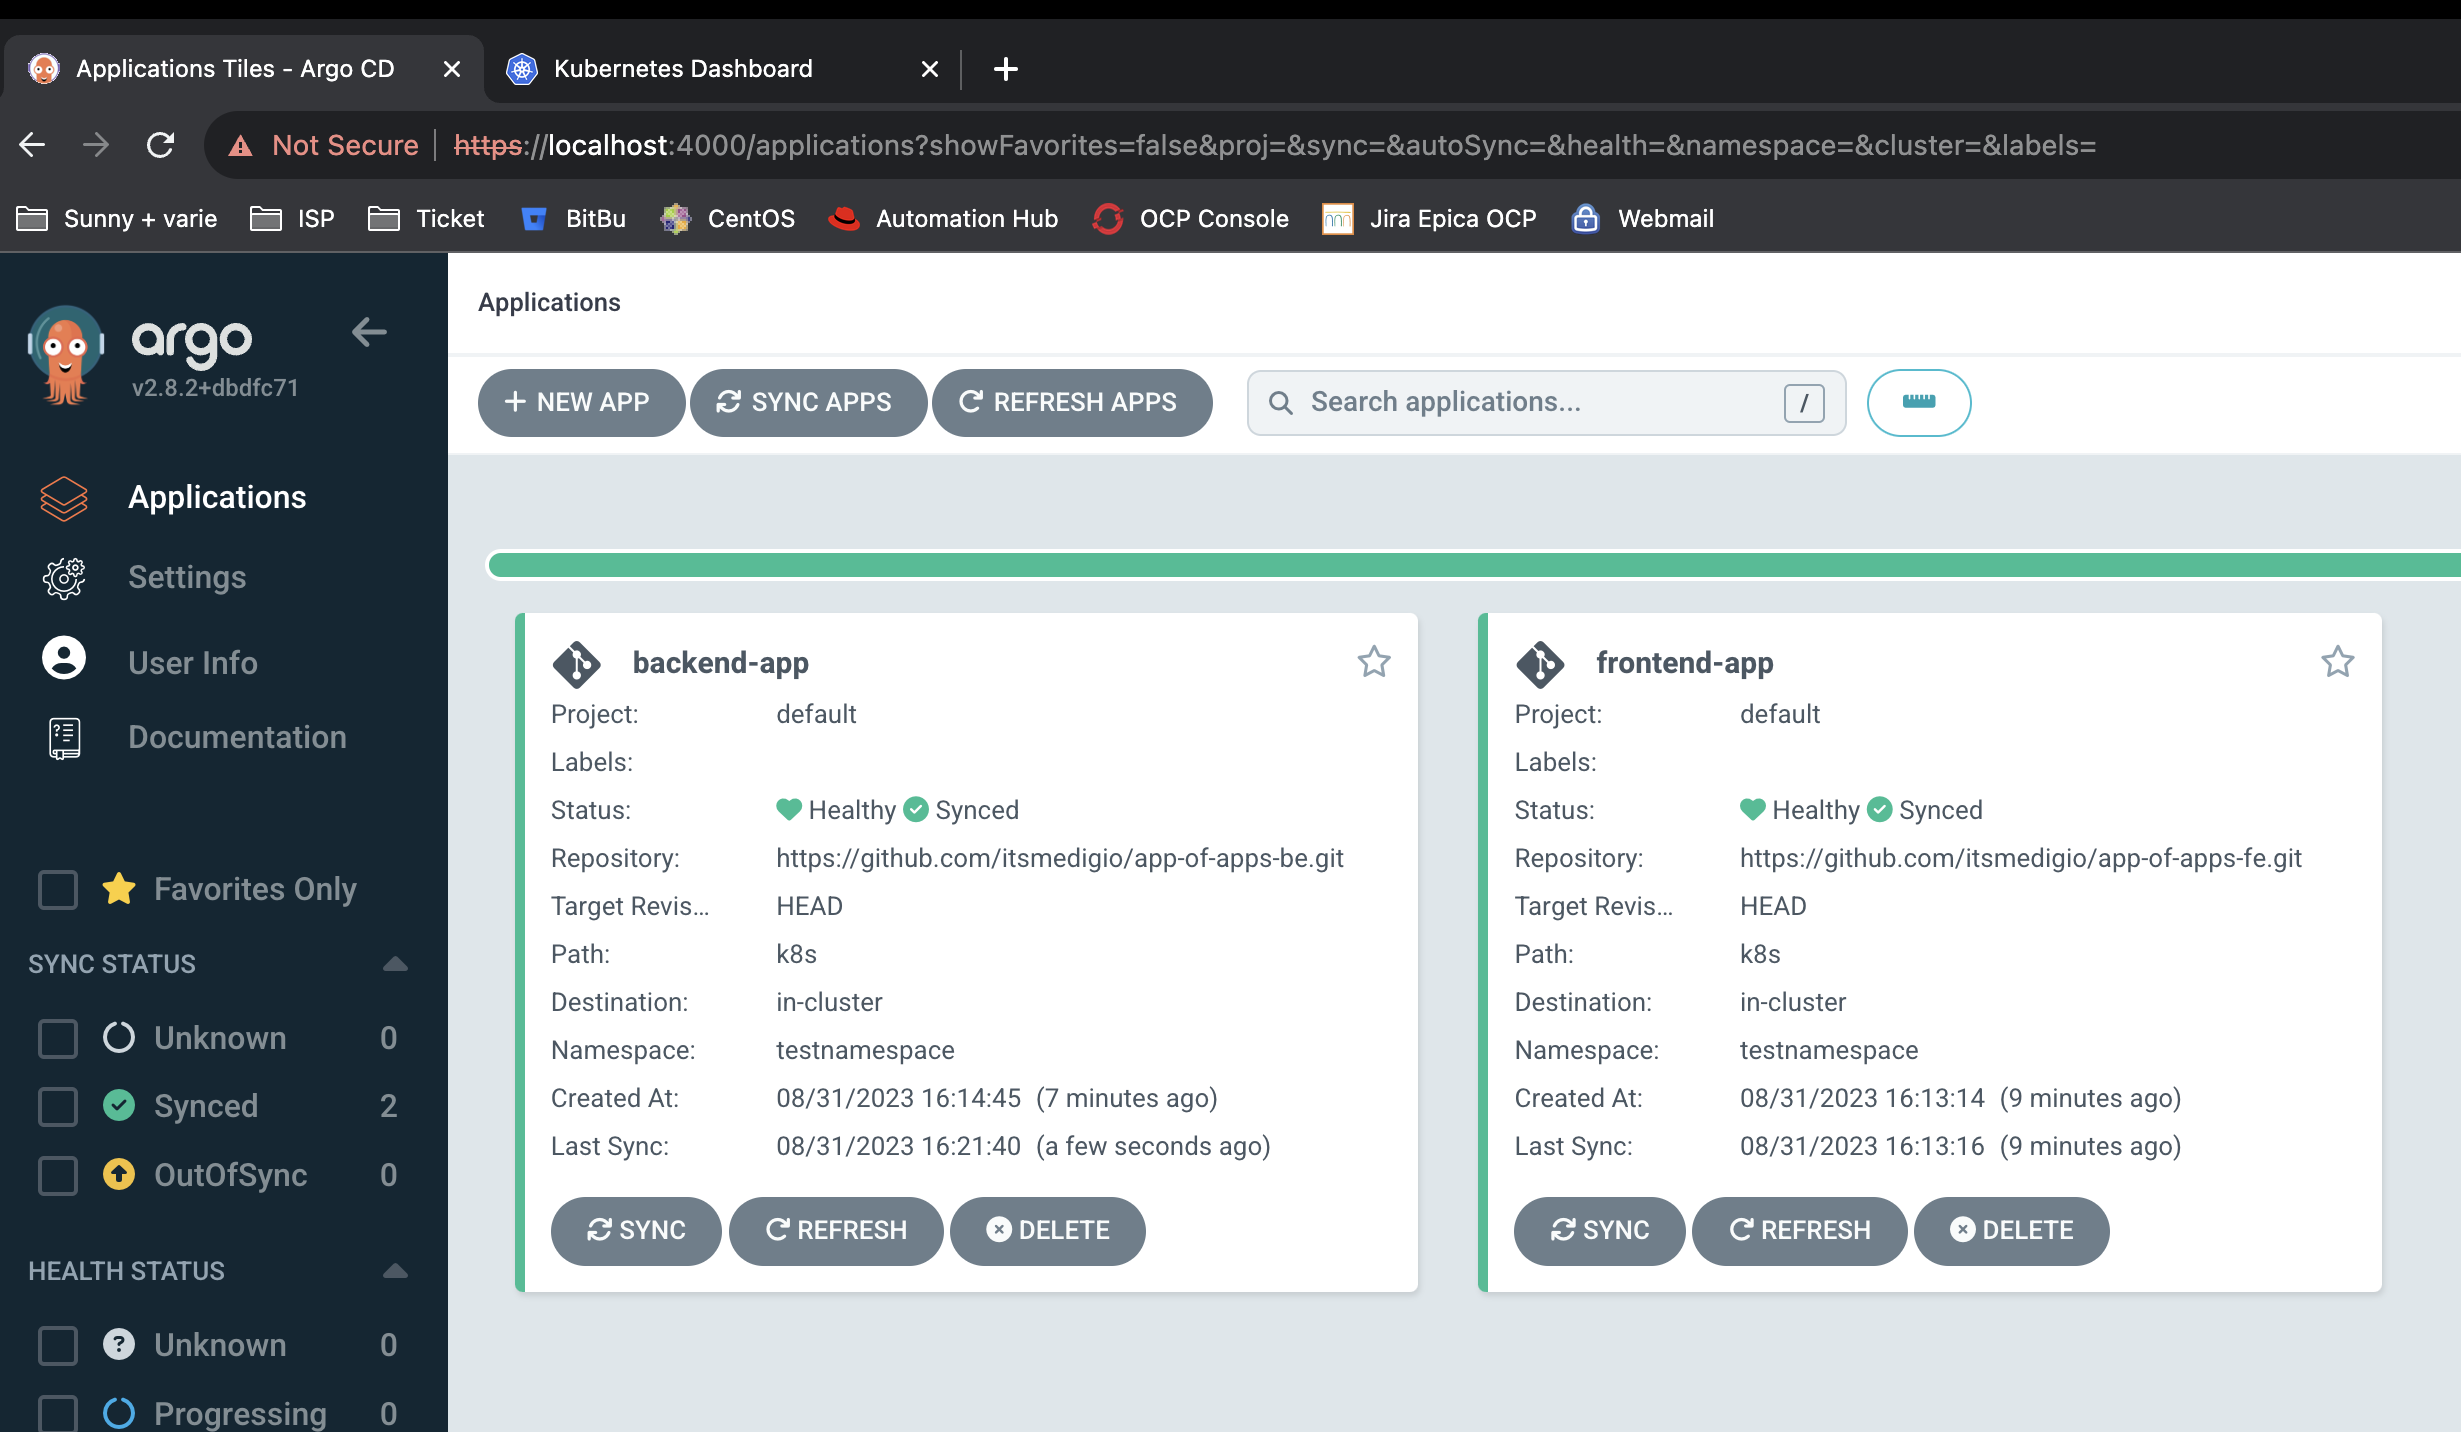 Applications Tiles - Argo CD
Kubernetes Dashboard
Not Secure https://localhost:4000/applications?showFavorites=false&proj=&sync=&autoSync=&health=&namespace=&cluster=&labels=
Sunny + varie ISP Ticket BitBu CentOS Automation Hub OCP Console Jira Epica OCP Webmail
argo
v2.8.2+dbdfc71
Applications
Settings
User Info
Documentation
Favorites Only
SYNC STATUS
Unknown 0
Synced 2
OutOfSync 0
HEALTH STATUS
Unknown 0
Progressing 0
Applications
+ NEW APP SYNC APPS REFRESH APPS Search applications... /
backend-app
Project: default
Labels:
Status: Healthy Synced
Repository: https://github.com/itsmedigio/app-of-apps-be.git
Target Revis... HEAD
Path: k8s
Destination: in-cluster
Namespace: testnamespace
Created At: 08/31/2023 16:14:45 (7 minutes ago)
Last Sync: 08/31/2023 16:21:40 (a few seconds ago)
SYNC REFRESH DELETE
frontend-app
Project: default
Labels:
Status: Healthy Synced
Repository: https://github.com/itsmedigio/app-of-apps-fe.git
Target Revis... HEAD
Path: k8s
Destination: in-cluster
Namespace: testnamespace
Created At: 08/31/2023 16:13:14 (9 minutes ago)
Last Sync: 08/31/2023 16:13:16 (9 minutes ago)
SYNC REFRESH DELETE